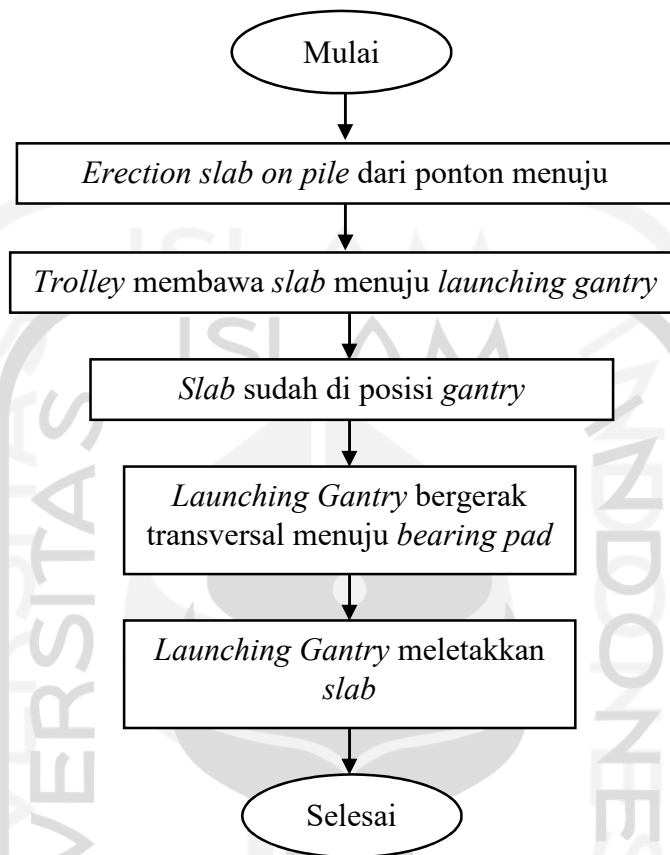 Mulai
Erection slab on pile dari ponton menuju
Trolley membawa slab menuju launching gantry
ISLAM
Slab sudah di posisi gantry
Launching Gantry bergerak
transversal menuju bearing pad
Launching Gantry meletakkan
slab
Selesai